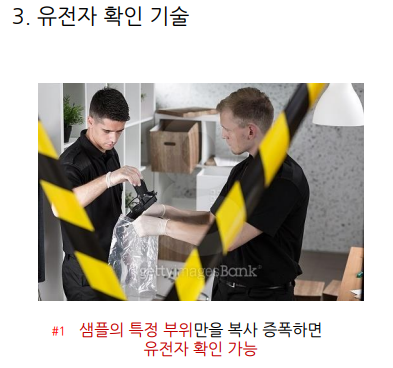 3. 유전자 확인 기술
gettyimagesBank
#1 샘플의 특정 부위만을 복사 증폭하면
유전자 확인 가능